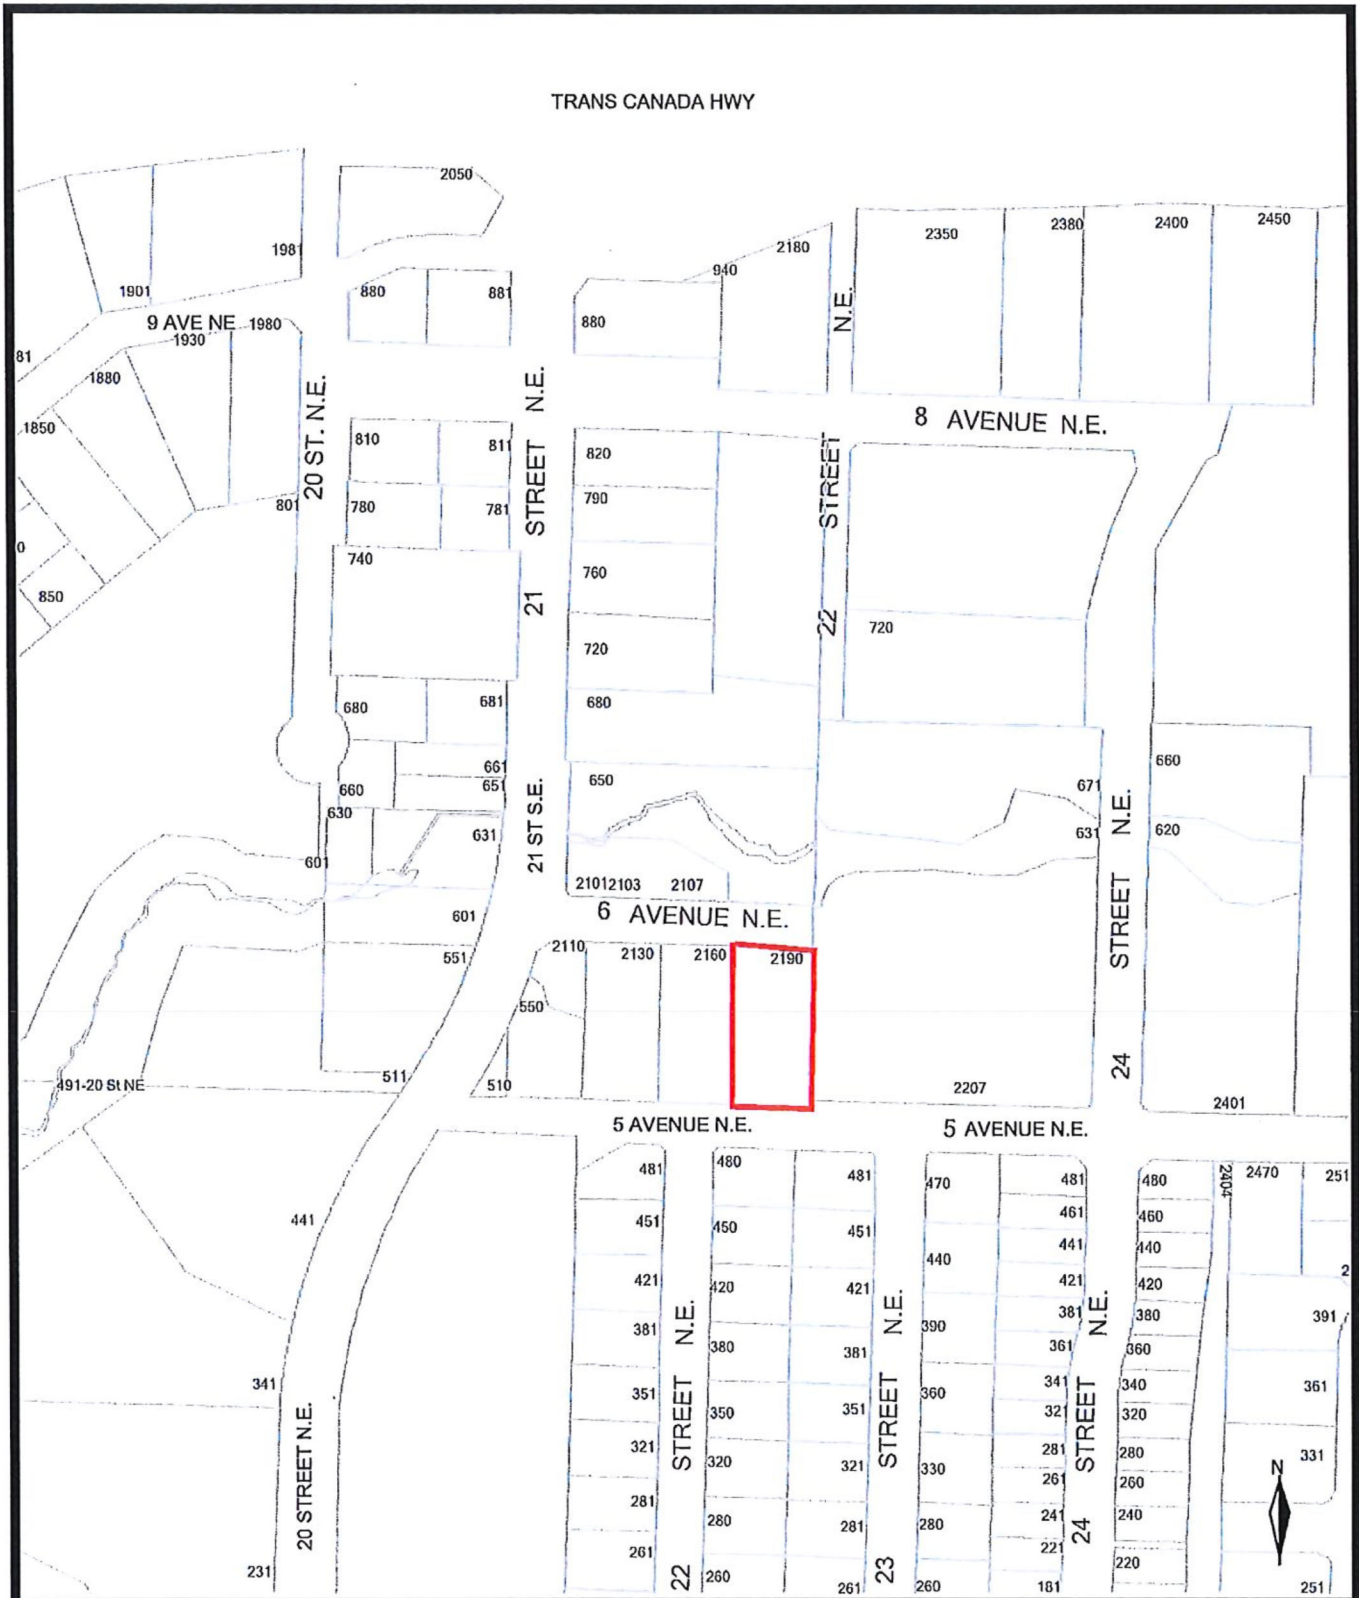 TRANS CANADA HWY
2050
2350 2380 2400 2450
1981 940 2180
1901 880 881 880
9 AVE NE 1980
1930
N.E.
81
1880
1850
20 ST. N.E.
21 STREET N.E.
8 AVENUE N.E.
810 811 820
22 STREET
801 780 781 790
0
740 760
850
720 720
680 681 680
661 650 671 660
660 651
630
21 ST S.E.
631 631 620
601
2101 2103 2107
601
6 AVENUE N.E.
24 STREET N.E.
551 2110 2130 2160 2190
550
491-20 St NE 511 510 2207 2401
5 AVENUE N.E. 5 AVENUE N.E.
481 480 481 470 481 480 2404 2470 251
441 451 450 451 461 460
440 441 440
421 420 421 421 420 2
381 380 381 390 381 380 391
361 360
341 351 350 351 360 341 340 361
321 320
321 320 321 330 281 280 331
261 260
N
20 STREET N.E.
22 STREET N.E.
23 STREET N.E.
24 STREET N.E.
281 280 281 280 241 240
261 221 220
231 260 261 260 181 251